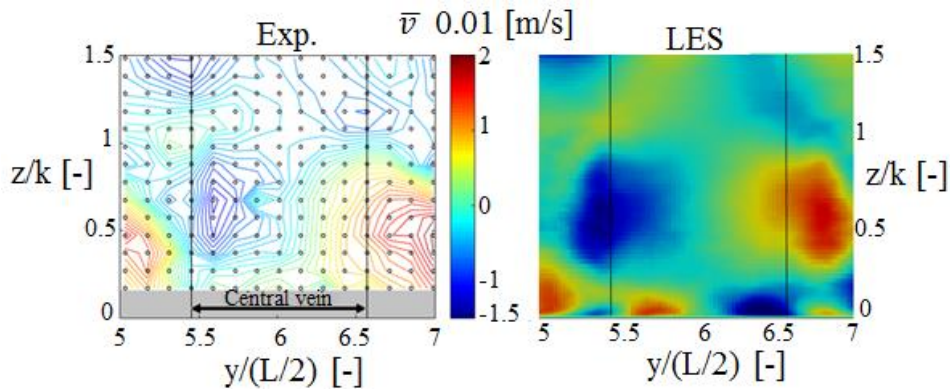 Exp.
v̅ 0.01 [m/s]
LES
1.5
1
z/k [-]
0.5
0
Central vein
5 5.5 6 6.5 7
y/(L/2) [-]
2
1
0
-1
-1.5
1.5
1
z/k [-]
0.5
0
5 5.5 6 6.5 7
y/(L/2) [-]